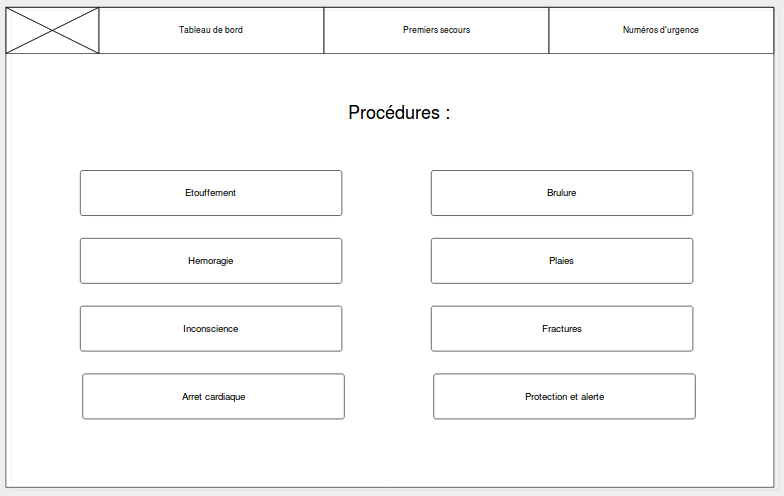 Tableau de bord
Premiers secours
Numéros d'urgence
Procédures :
Etouffement
Brulure
Hemoragie
Plaies
Inconscience
Fractures
Arret cardiaque
Protection et alerte